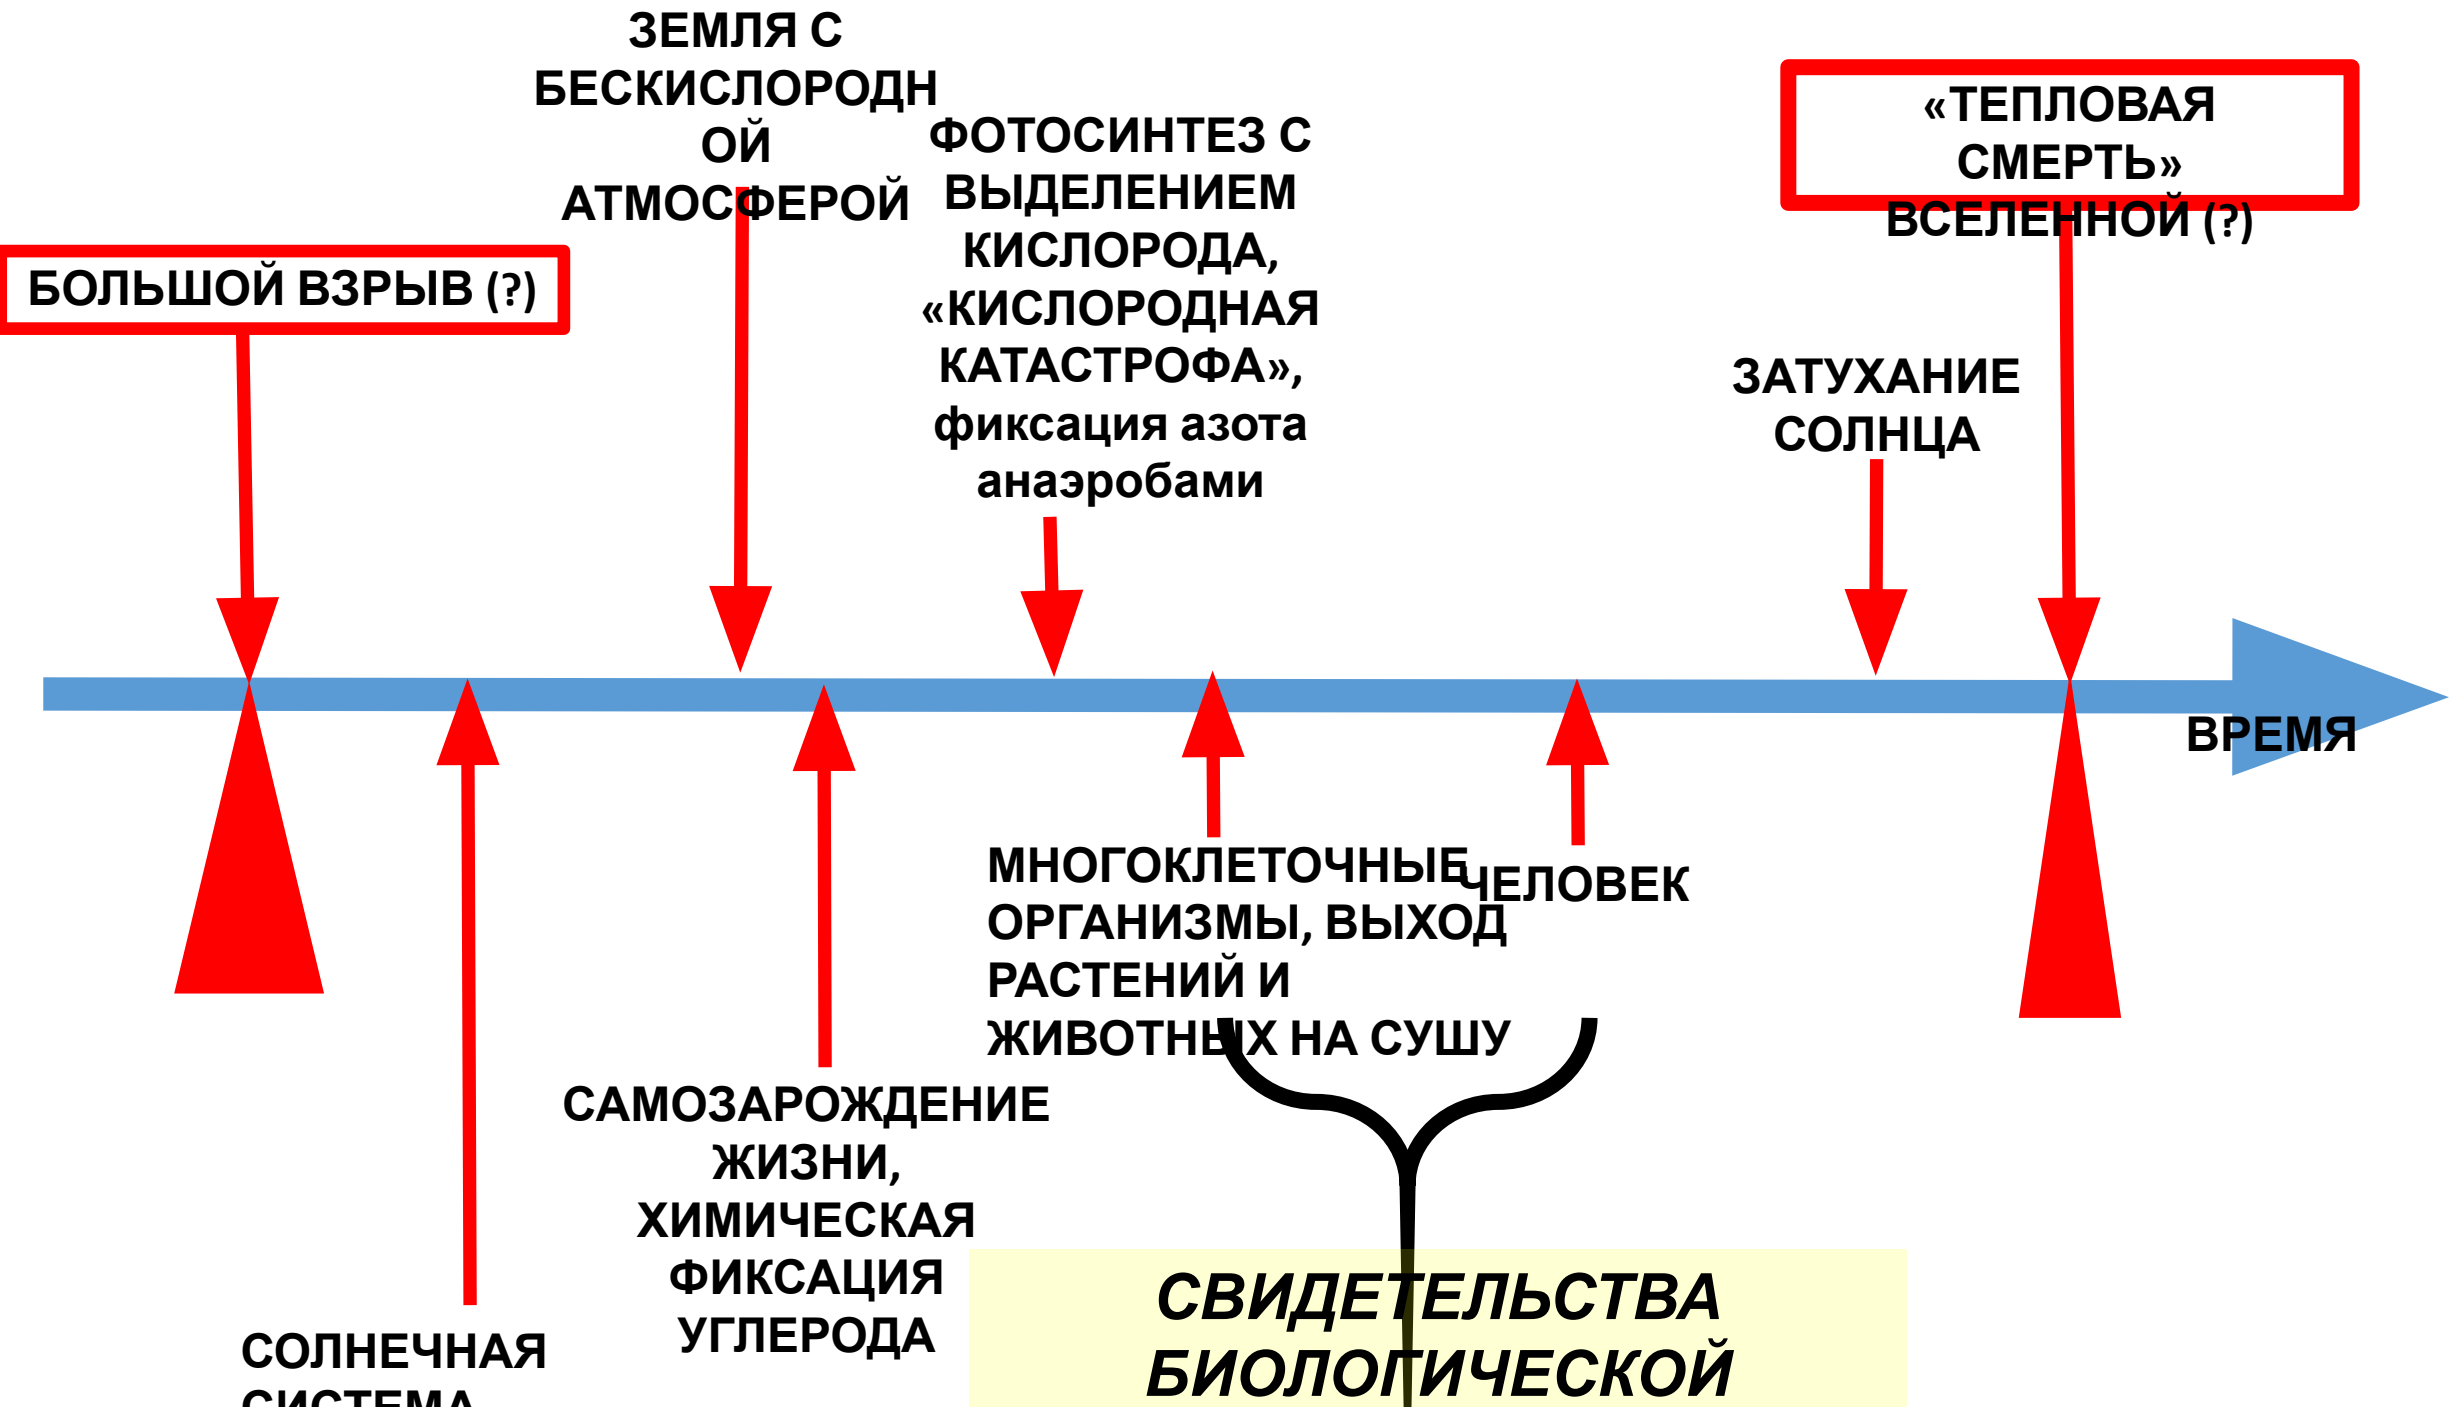 ЗЕМЛЯ С
БЕСКИСЛОРОДН
ОЙ
АТМОСФЕРОЙ
ФОТОСИНТЕЗ С
ВЫДЕЛЕНИЕМ
КИСЛОРОДА,
«КИСЛОРОДНАЯ
КАТАСТРОФА»,
фиксация азота
анаэробами
«ТЕПЛОВАЯ
СМЕРТЬ»
ВСЕЛЕННОЙ (?)
БОЛЬШОЙ ВЗРЫВ (?)
ЗАТУХАНИЕ
СОЛНЦА
ВРЕМЯ
МНОГОКЛЕТОЧНЫЕ
ОРГАНИЗМЫ, ВЫХОД
РАСТЕНИЙ И
ЖИВОТНЫХ НА СУШУ
ЧЕЛОВЕК
САМОЗАРОЖДЕНИЕ
ЖИЗНИ,
ХИМИЧЕСКАЯ
ФИКСАЦИЯ
УГЛЕРОДА
СОЛНЕЧНАЯ
СИСТЕМА
СВИДЕТЕЛЬСТВА
БИОЛОГИЧЕСКОЙ